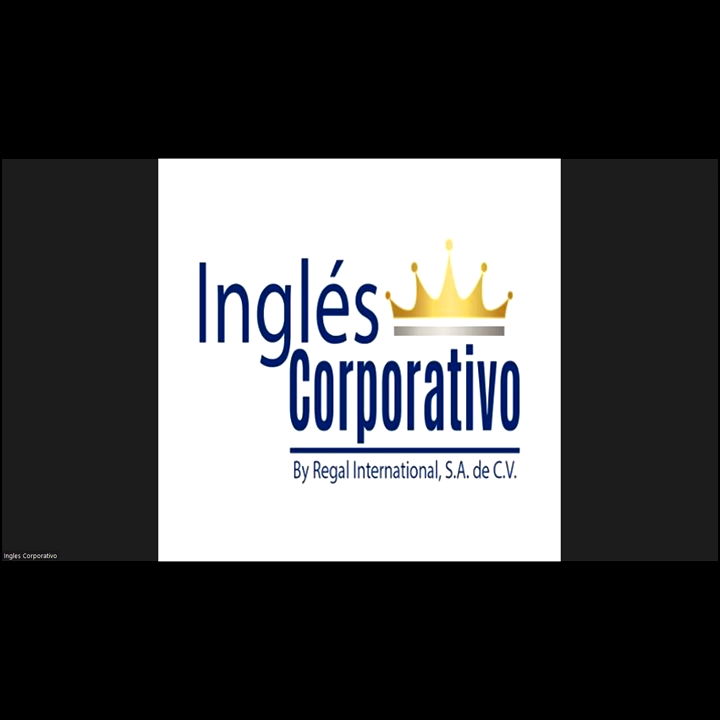 Inglés
Corporativo
By Regal International, S.A. de C.V.
Ingles Corporativo